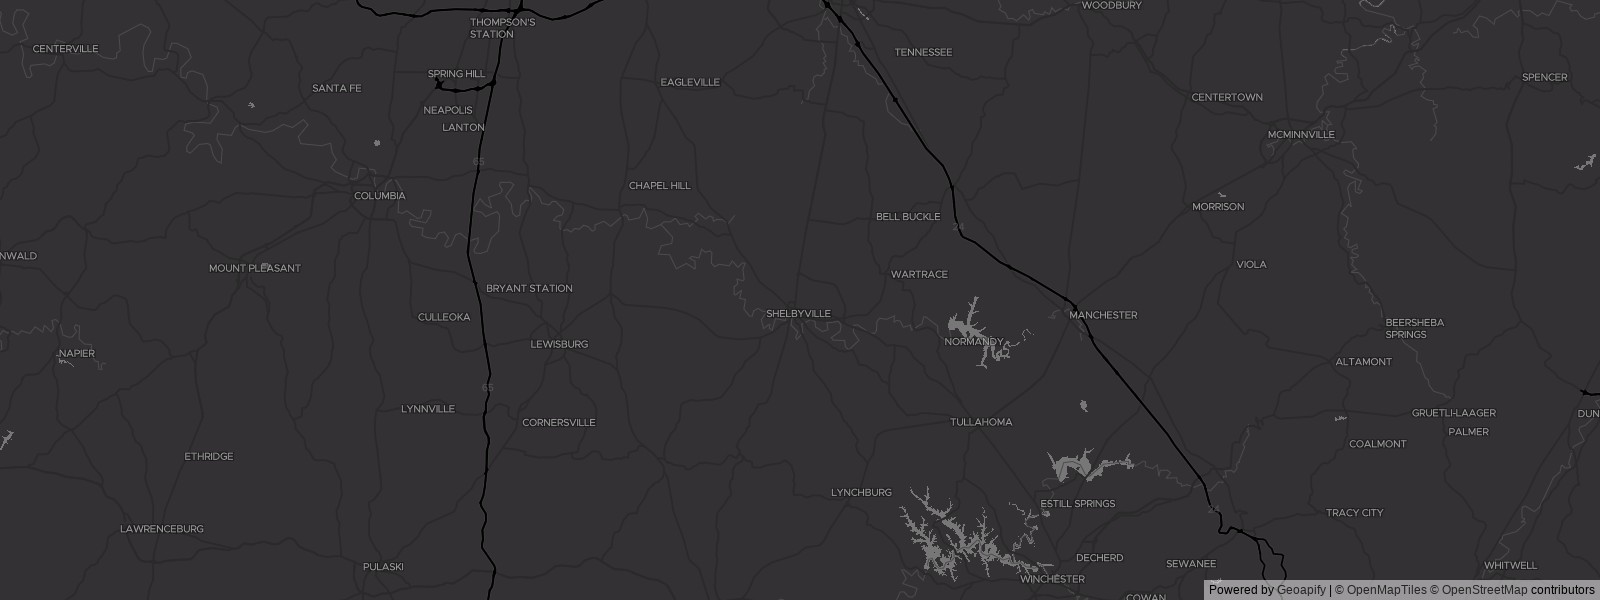 WOODBURY
THOMPSON'S
STATION
CENTERVILLE
TENNESSEE
SPRING HILL
SPENCER
EAGLEVILLE
SANTA FE
CENTERTOWN
NEAPOLIS
LANTON
MCMINNVILLE
65
CHAPEL HILL
COLUMBIA
MORRISON
BELL BUCKLE
24
NWALD
MOUNT PLEASANT
VIOLA
WARTRACE
BRYANT STATION
SHELBYVILLE
MANCHESTER
CULLEOKA
BEERSHEBA
SPRINGS
NORMANDY
LEWISBURG
NAPIER
ALTAMONT
65
LYNNVILLE
GRUETLI-LAAGER
DUN
CORNERSVILLE
TULLAHOMA
PALMER
COALMONT
ETHRIDGE
LYNCHBURG
ESTILL SPRINGS
24
TRACY CITY
LAWRENCEBURG
DECHERD
SEWANEE
WHITWELL
PULASKI
WINCHESTER
COWAN
Powered by Geoapify | © OpenMapTiles © OpenStreetMap contributors